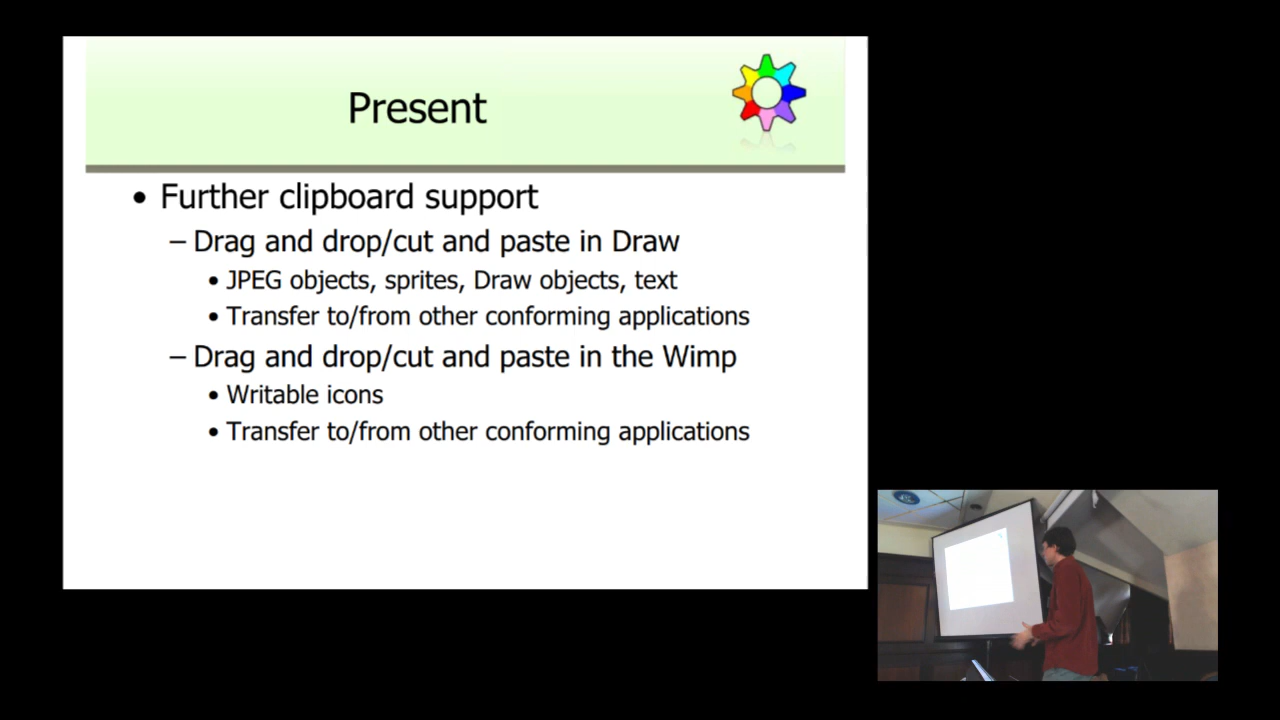 Present
• Further clipboard support
– Drag and drop/cut and paste in Draw
• JPEG objects, sprites, Draw objects, text
• Transfer to/from other conforming applications
– Drag and drop/cut and paste in the Wimp
• Writable icons
• Transfer to/from other conforming applications